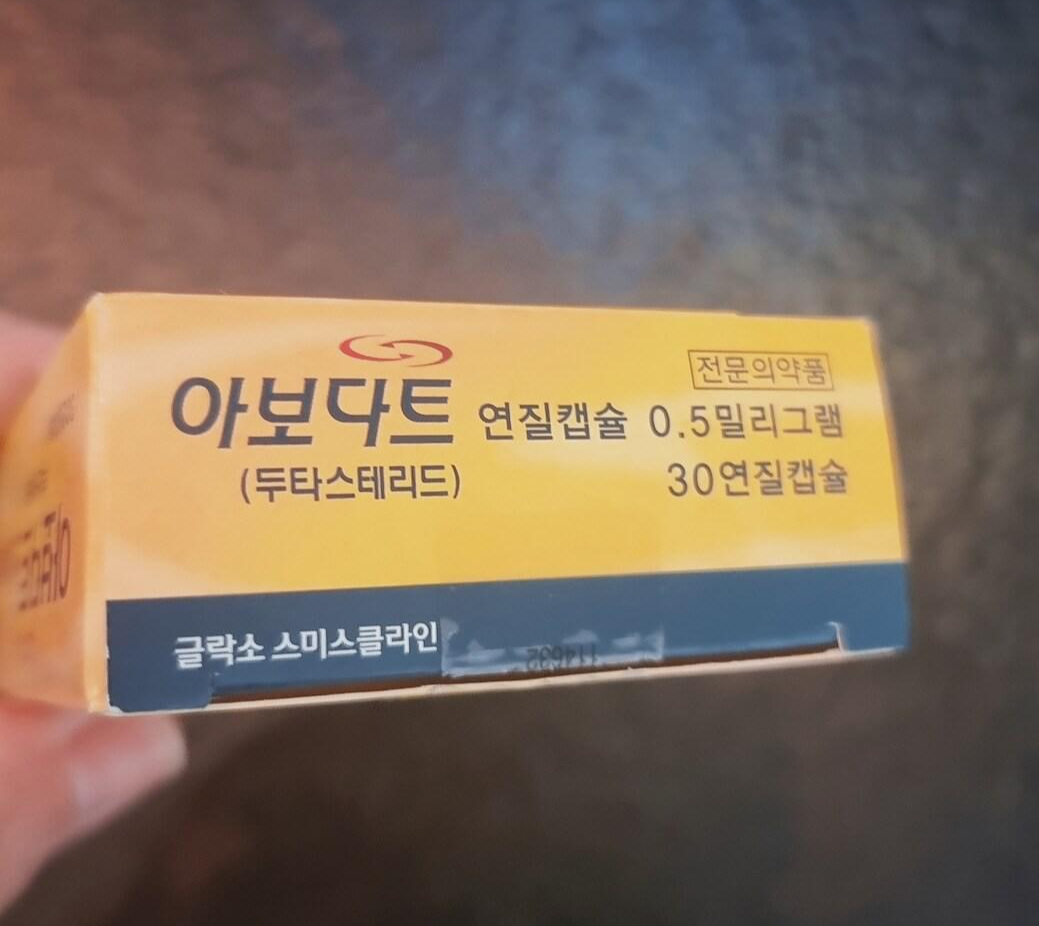 전문의약품
아보다트 연질캡슐 0.5밀리그램
(두타스테리드) 30연질캡슐
글락소 스미스클라인